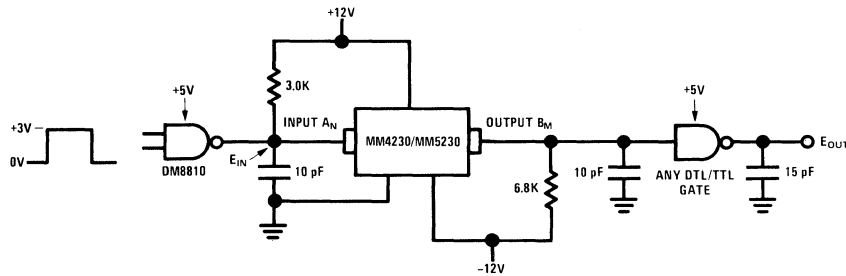 +12V
+5V
3.0K
+3V
0V
INPUT A_N
MM4230/MM5230
OUTPUT B_M
+5V
E_OUT
E_IN
DM8810
10 pF
6.8K
10 pF
ANY DTL/TTL
GATE
15 pF
-12V